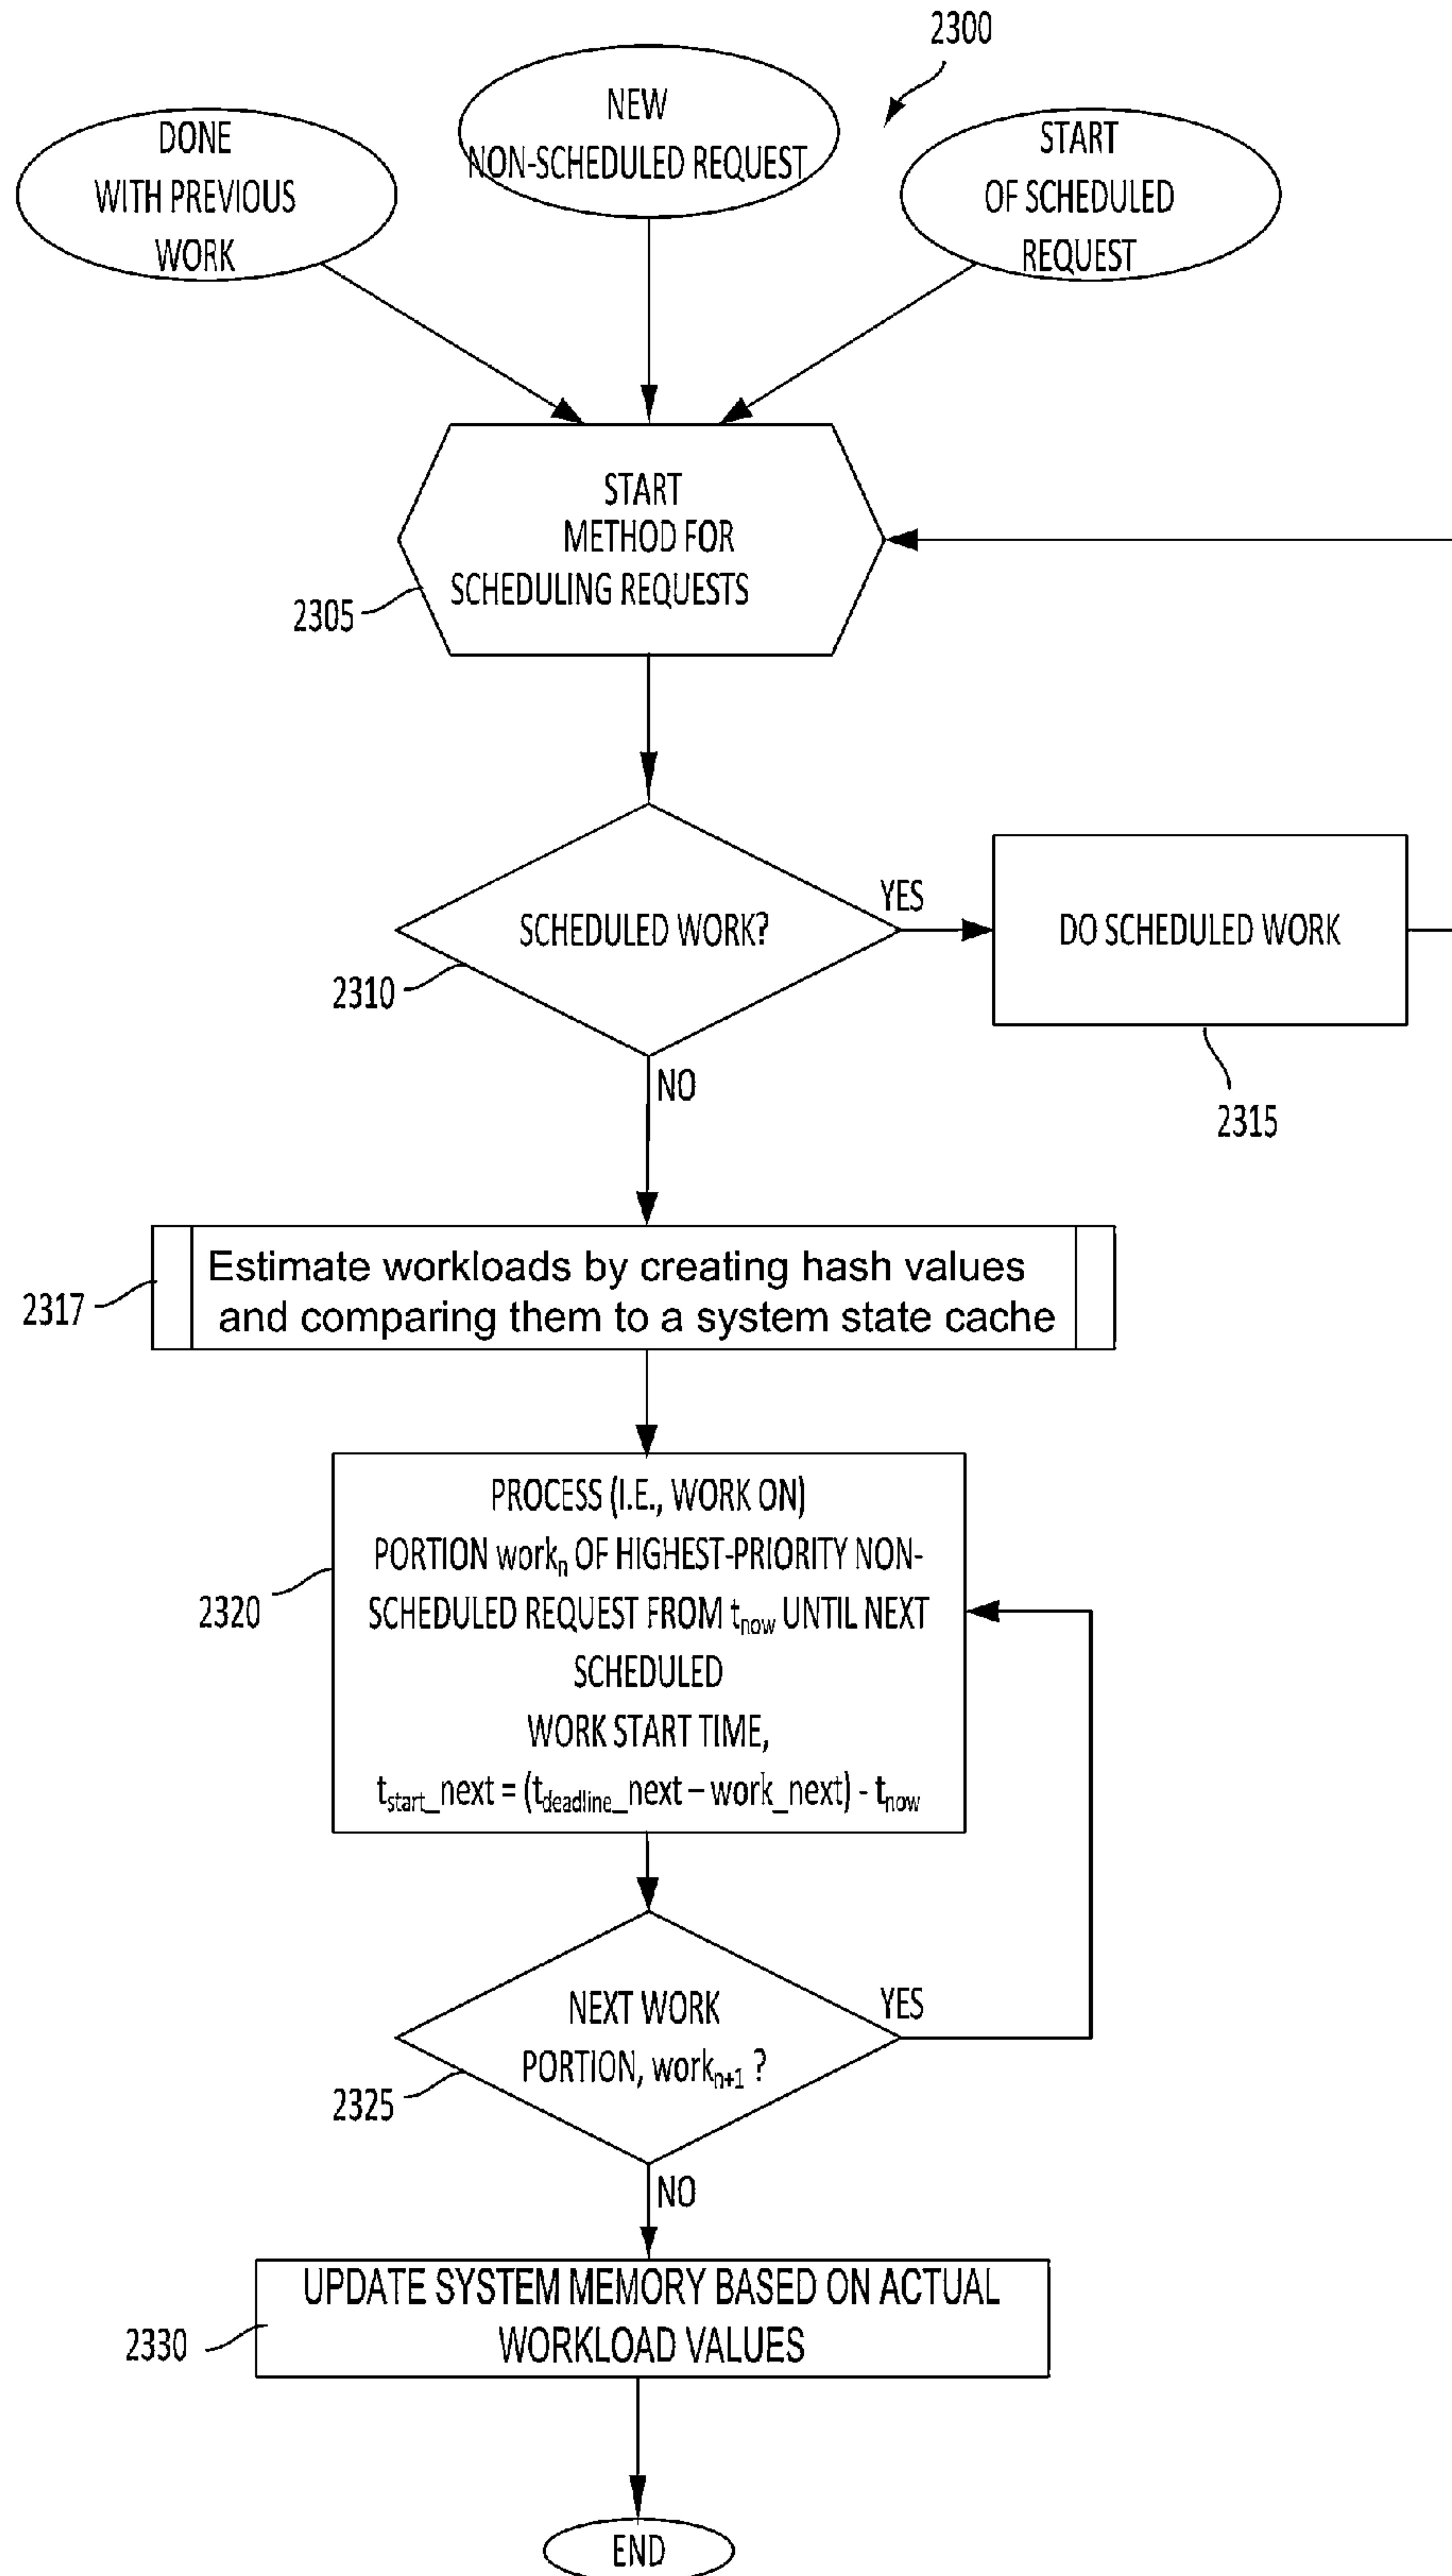 2300
DONE
WITH PREVIOUS
WORK
NEW
NON-SCHEDULED REQUEST
START
OF SCHEDULED
REQUEST
START
METHOD FOR
SCHEDULING REQUESTS
2305
SCHEDULED WORK?
2310
YES
DO SCHEDULED WORK
2315
NO
Estimate workloads by creating hash values
and comparing them to a system state cache
2317
PROCESS (I.E., WORK ON)
PORTION workₙ OF HIGHEST-PRIORITY NON-
SCHEDULED REQUEST FROM t_now UNTIL NEXT
SCHEDULED
WORK START TIME,
t_start_next = (t_deadline_next – work_next) - t_now
2320
NEXT WORK
PORTION, workₙ₊₁ ?
2325
YES
NO
UPDATE SYSTEM MEMORY BASED ON ACTUAL
WORKLOAD VALUES
2330
END